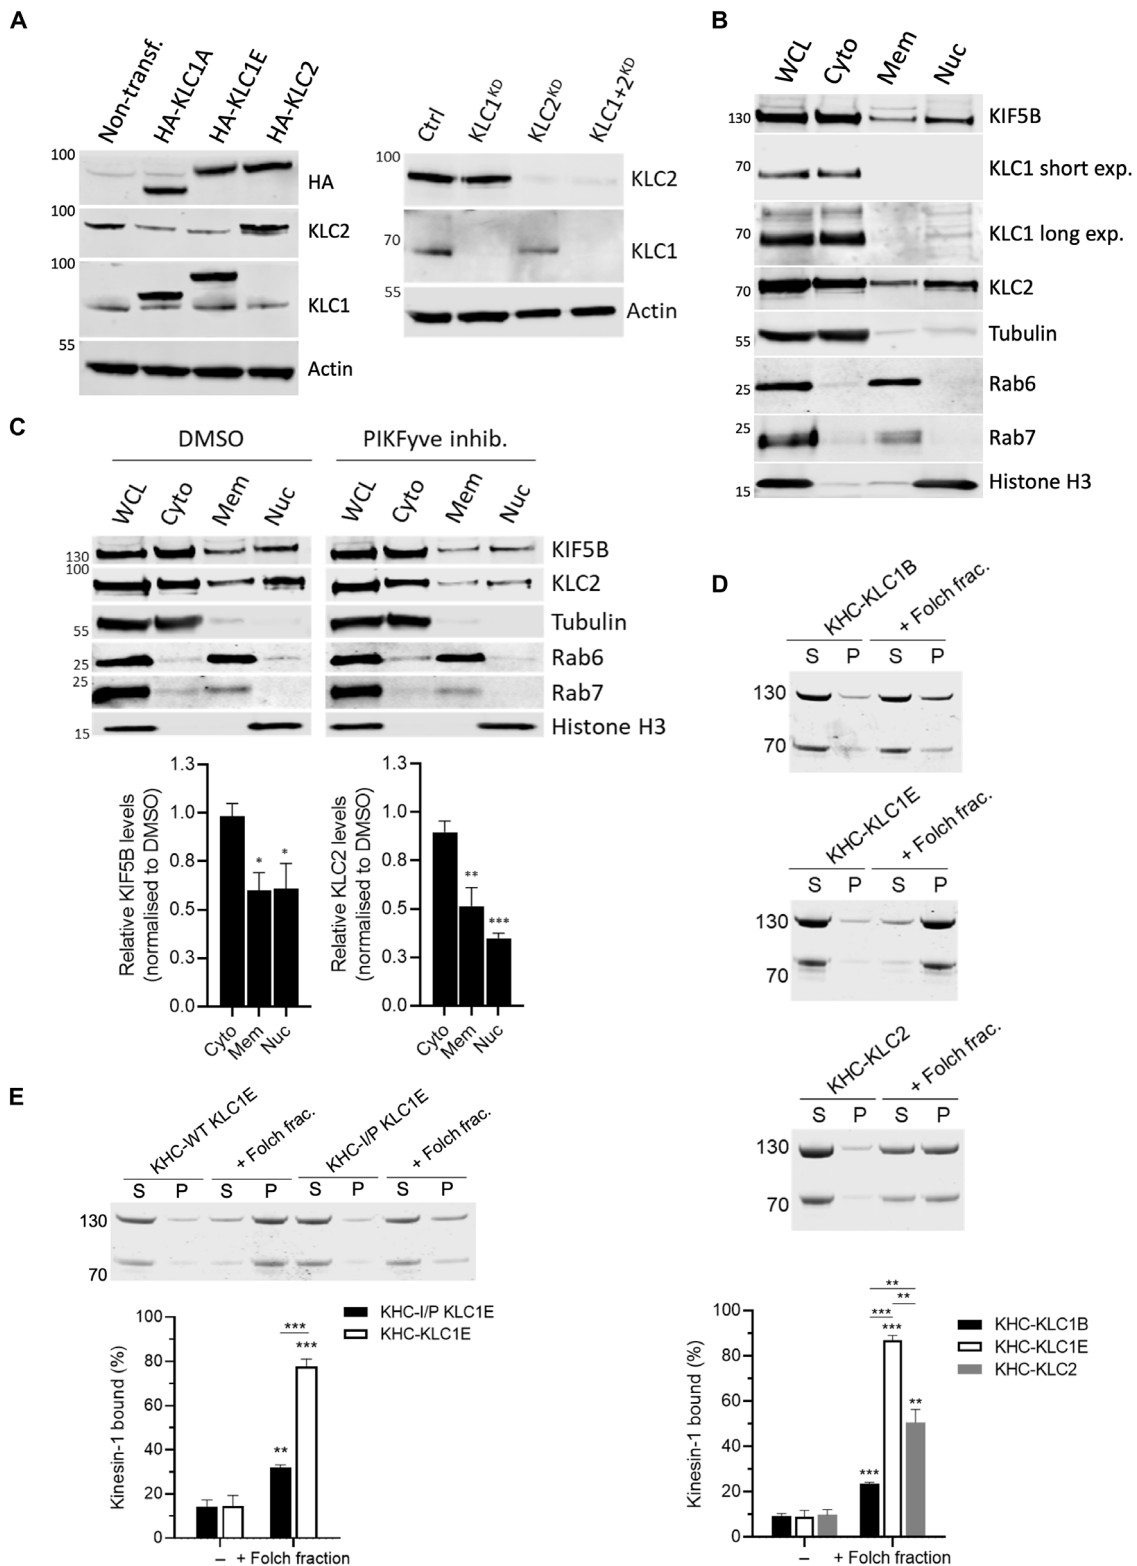 A
Non-transf.
HA-KLC1A
HA-KLC1E
HA-KLC2
100
HA
100
KLC2
100
KLC1
55
Actin
Ctrl
KLC1KD
KLC2KD
KLC1+2KD
100
KLC2
70
KLC1
55
Actin
B
WCL
Cyto
Mem
Nuc
130
KIF5B
70
KLC1 short exp.
70
KLC1 long exp.
70
KLC2
55
Tubulin
25
Rab6
25
Rab7
15
Histone H3
C
DMSO
PIKFyve inhib.
WCL
Cyto
Mem
Nuc
WCL
Cyto
Mem
Nuc
130
KIF5B
100
KLC2
55
Tubulin
25
Rab6
25
Rab7
15
Histone H3
Relative KIF5B levels
(normalised to DMSO)
1.3
1.0
0.8
0.5
0.3
0.0
*
*
Cyto
Mem
Nuc
Relative KLC2 levels
(normalised to DMSO)
1.3
1.0
0.8
0.5
0.3
0.0
**
***
Cyto
Mem
Nuc
D
KHC-KLC1B
+ Folch frac.
S P S P
130
70
KHC-KLC1E
+ Folch frac.
S P S P
130
70
KHC-KLC2
+ Folch frac.
S P S P
130
70
Kinesin-1 bound (%)
100
80
60
40
20
0
***
***
***
**
**
**
– + Folch fraction
KHC-KLC1B
KHC-KLC1E
KHC-KLC2
E
KHC-WT KLC1E
+ Folch frac.
KHC-I/P KLC1E
+ Folch frac.
S P S P S P S P
130
70
Kinesin-1 bound (%)
100
80
60
40
20
0
**
***
***
– + Folch fraction
KHC-I/P KLC1E
KHC-KLC1E